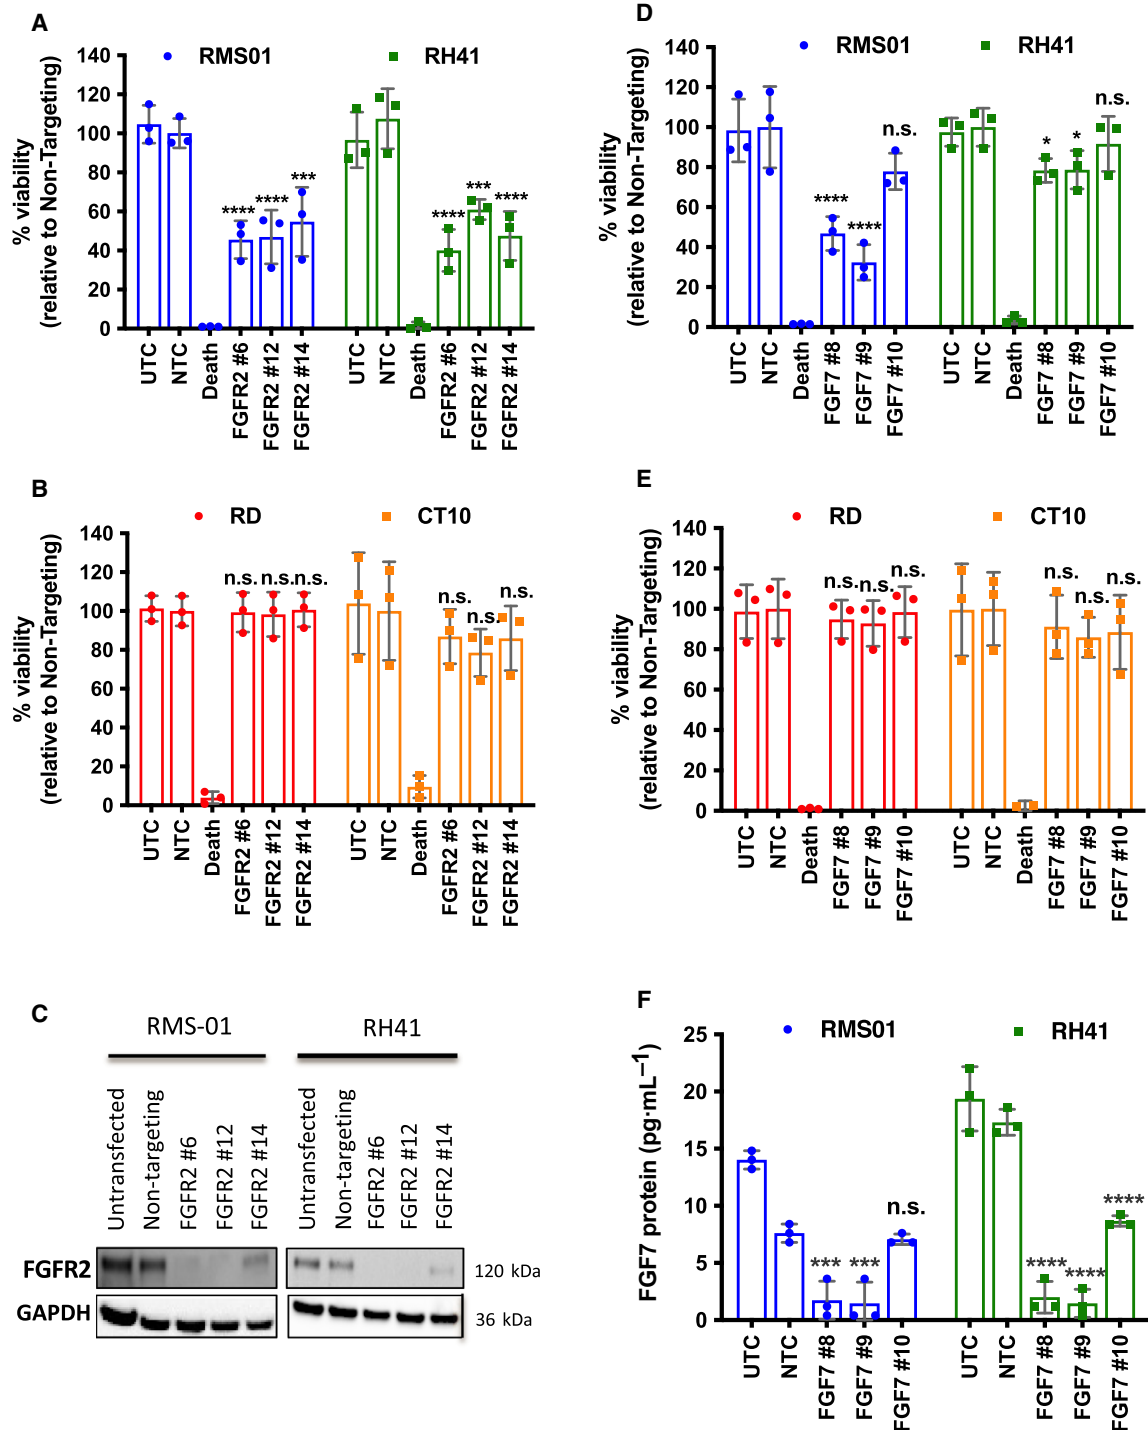 A
RMS01
RH41
% viability
(relative to Non-Targeting)
140
120
100
80
60
40
20
0
****
****
***
****
***
****
UTC
NTC
Death
FGFR2 #6
FGFR2 #12
FGFR2 #14
UTC
NTC
Death
FGFR2 #6
FGFR2 #12
FGFR2 #14
D
RMS01
RH41
% viability
(relative to Non-Targeting)
140
120
100
80
60
40
20
0
****
****
n.s.
*
*
n.s.
UTC
NTC
Death
FGF7 #8
FGF7 #9
FGF7 #10
UTC
NTC
Death
FGF7 #8
FGF7 #9
FGF7 #10
B
RD
CT10
% viability
(relative to Non-Targeting)
140
120
100
80
60
40
20
0
n.s.
n.s.
n.s.
n.s.
n.s.
n.s.
UTC
NTC
Death
FGFR2 #6
FGFR2 #12
FGFR2 #14
UTC
NTC
Death
FGFR2 #6
FGFR2 #12
FGFR2 #14
E
RD
CT10
% viability
(relative to Non-Targeting)
140
120
100
80
60
40
20
0
n.s.
n.s.
n.s.
n.s.
n.s.
n.s.
UTC
NTC
Death
FGF7 #8
FGF7 #9
FGF7 #10
UTC
NTC
Death
FGF7 #8
FGF7 #9
FGF7 #10
C
RMS-01
RH41
Untransfected
Non-targeting
FGFR2 #6
FGFR2 #12
FGFR2 #14
Untransfected
Non-targeting
FGFR2 #6
FGFR2 #12
FGFR2 #14
FGFR2
120 kDa
GAPDH
36 kDa
F
RMS01
RH41
FGF7 protein (pg·mL⁻¹)
25
20
15
10
5
0
***
***
n.s.
****
****
****
UTC
NTC
FGF7 #8
FGF7 #9
FGF7 #10
UTC
NTC
FGF7 #8
FGF7 #9
FGF7 #10